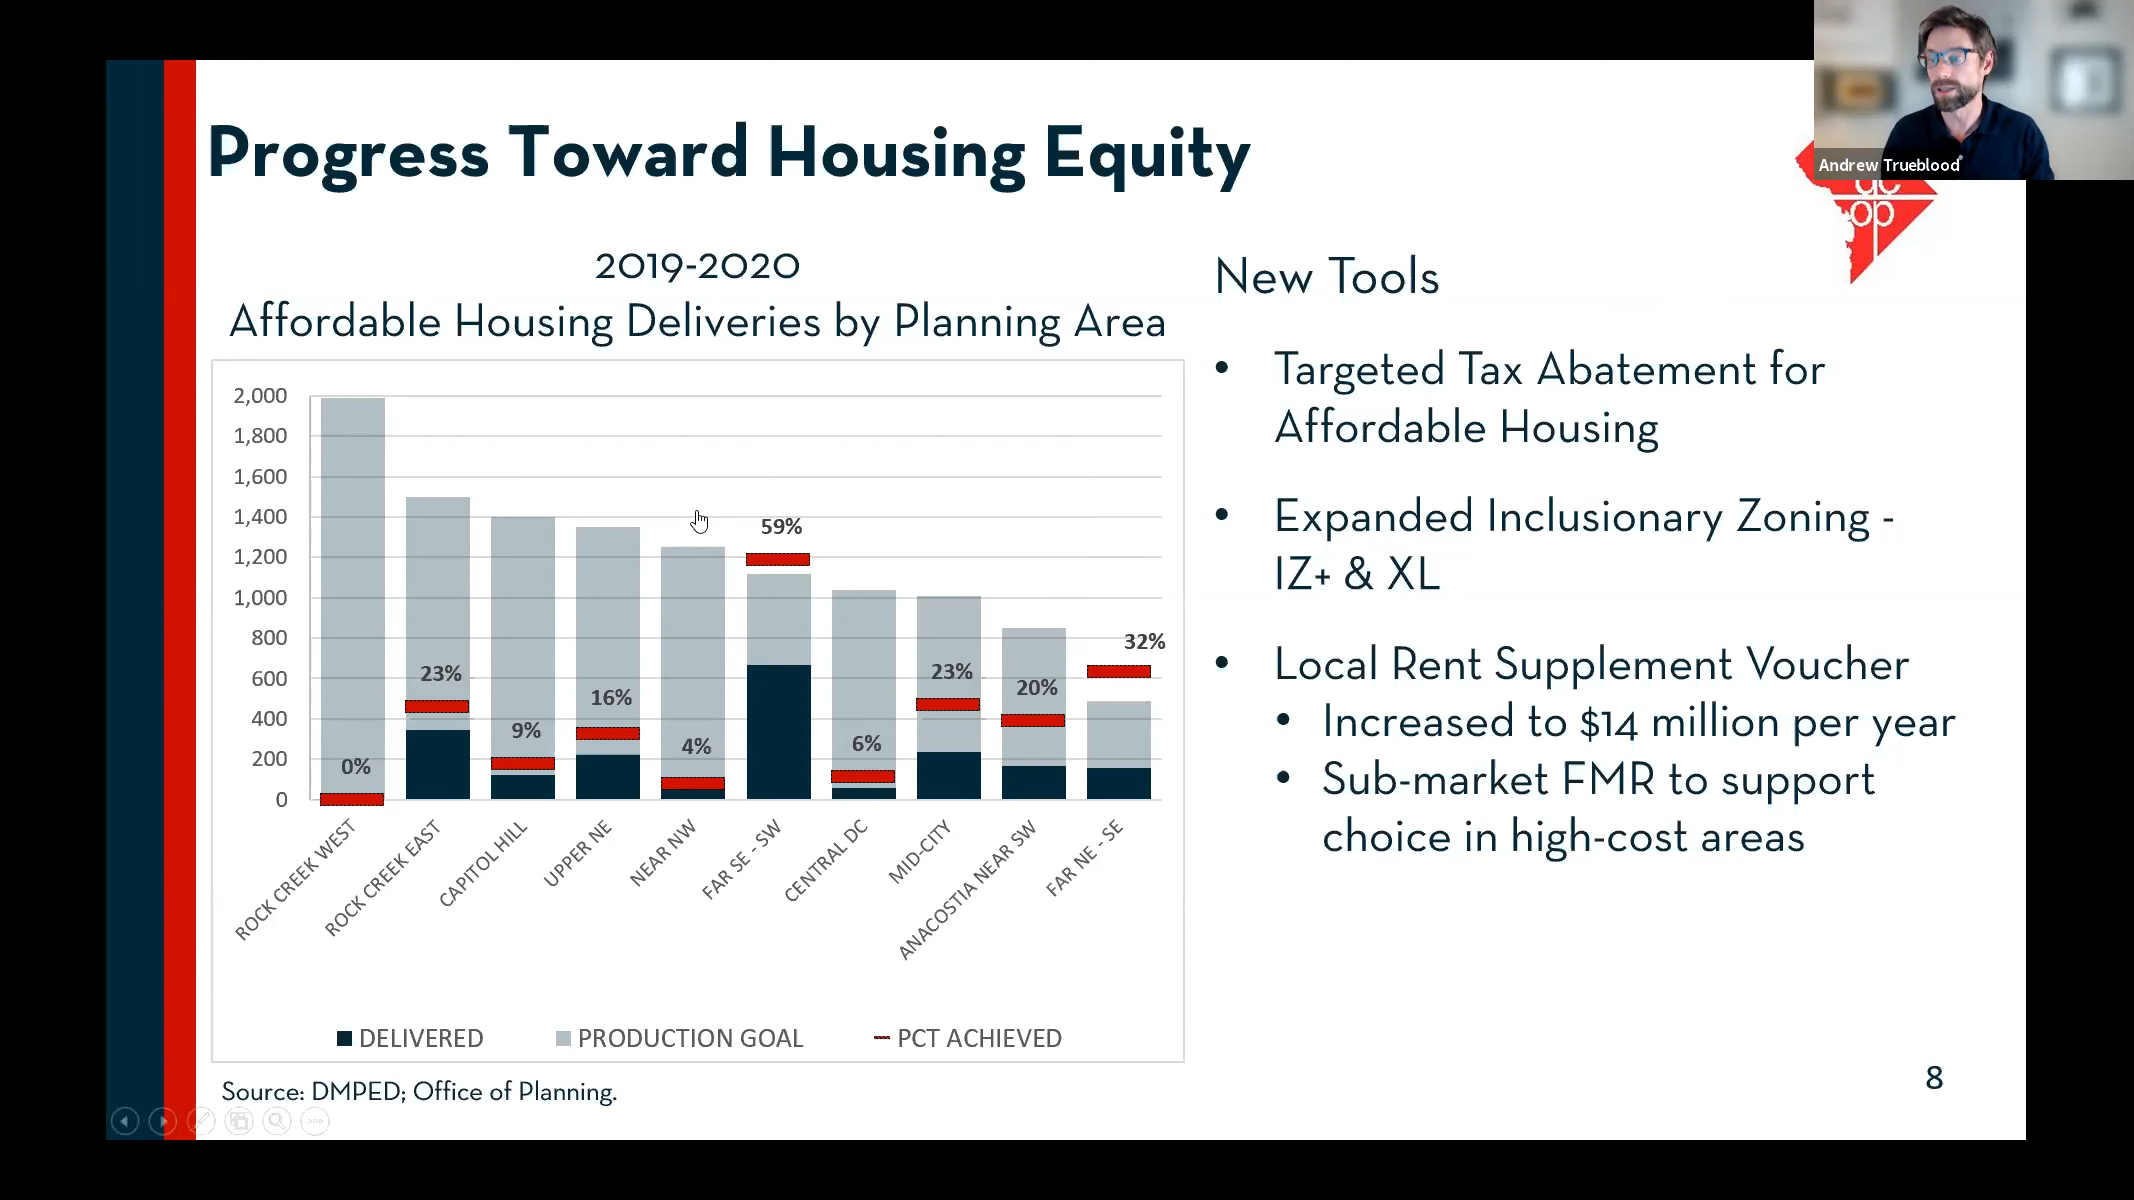 Andrew Trueblood
dc
op
Progress Toward Housing Equity
2019-2020
Affordable Housing Deliveries by Planning Area
2,000
1,800
1,600
1,400
1,200
1,000
800
600
400
200
0
0%
23%
9%
16%
4%
59%
6%
23%
20%
32%
ROCK CREEK WEST
ROCK CREEK EAST
CAPITOL HILL
UPPER NE
NEAR NW
FAR SE - SW
CENTRAL DC
MID-CITY
ANACOSTIA NEAR SW
FAR NE - SE
DELIVERED
PRODUCTION GOAL
PCT ACHIEVED
Source: DMPED; Office of Planning.
New Tools
• Targeted Tax Abatement for
Affordable Housing
• Expanded Inclusionary Zoning -
IZ+ & XL
• Local Rent Supplement Voucher
• Increased to $14 million per year
• Sub-market FMR to support
choice in high-cost areas
8